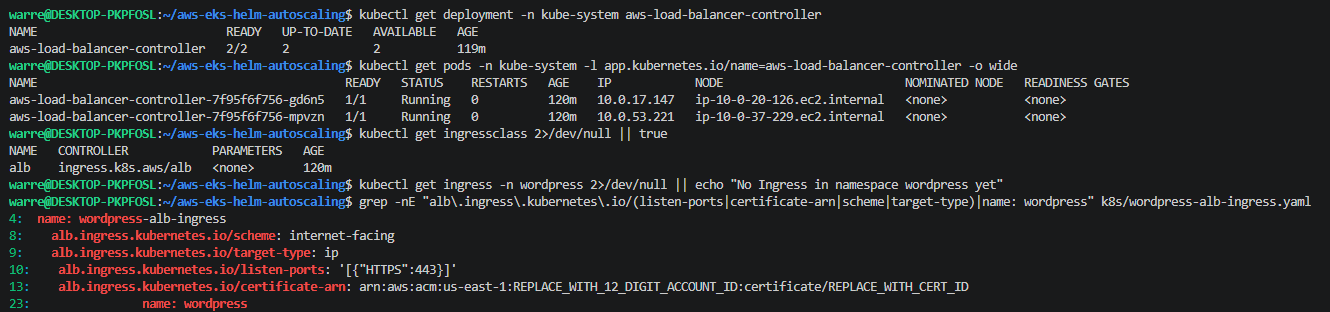 warre@DESKTOP-PKPFOSL:~/aws-eks-helm-autoscaling$ kubectl get deployment -n kube-system aws-load-balancer-controller
NAME                           READY   UP-TO-DATE   AVAILABLE   AGE
aws-load-balancer-controller   2/2     2            2           119m
warre@DESKTOP-PKPFOSL:~/aws-eks-helm-autoscaling$ kubectl get pods -n kube-system -l app.kubernetes.io/name=aws-load-balancer-controller -o wide
NAME                                            READY   STATUS    RESTARTS   AGE    IP            NODE                          NOMINATED NODE   READINESS GATES
aws-load-balancer-controller-7f95f6f756-gd6n5   1/1     Running   0          120m   10.0.17.147   ip-10-0-20-126.ec2.internal   <none>           <none>
aws-load-balancer-controller-7f95f6f756-mpvzn   1/1     Running   0          120m   10.0.53.221   ip-10-0-37-229.ec2.internal   <none>           <none>
warre@DESKTOP-PKPFOSL:~/aws-eks-helm-autoscaling$ kubectl get ingressclass 2>/dev/null || true
NAME   CONTROLLER            PARAMETERS   AGE
alb    ingress.k8s.aws/alb   <none>       120m
warre@DESKTOP-PKPFOSL:~/aws-eks-helm-autoscaling$ kubectl get ingress -n wordpress 2>/dev/null || echo "No Ingress in namespace wordpress yet"
warre@DESKTOP-PKPFOSL:~/aws-eks-helm-autoscaling$ grep -nE "alb\.ingress\.kubernetes\.io/(listen-ports|certificate-arn|scheme|target-type)|name: wordpress" k8s/wordpress-alb-ingress.yaml
4:  name: wordpress-alb-ingress
8:    alb.ingress.kubernetes.io/scheme: internet-facing
9:    alb.ingress.kubernetes.io/target-type: ip
10:    alb.ingress.kubernetes.io/listen-ports: '[{"HTTPS":443}]'
13:    alb.ingress.kubernetes.io/certificate-arn: arn:aws:acm:us-east-1:REPLACE_WITH_12_DIGIT_ACCOUNT_ID:certificate/REPLACE_WITH_CERT_ID
23:                name: wordpress